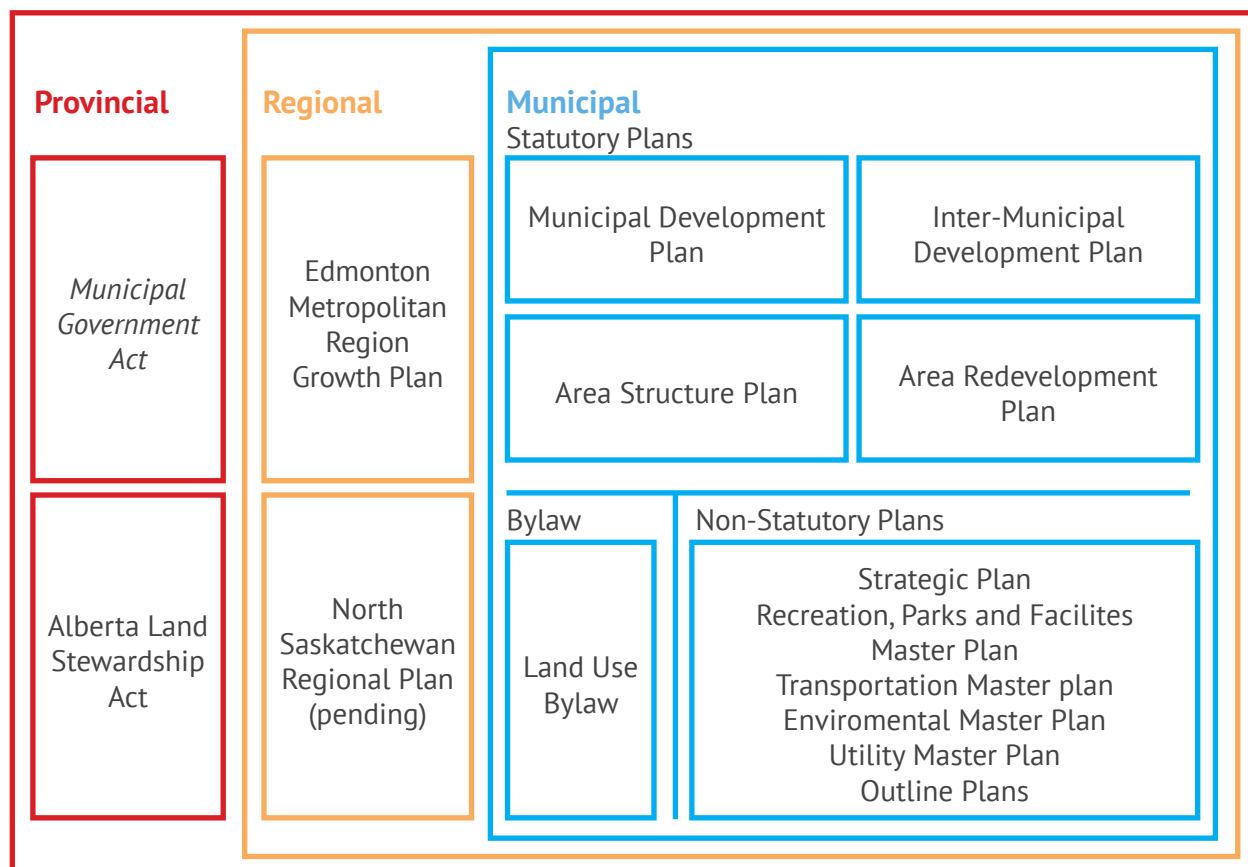 Provincial
Municipal
Government
Act
Alberta Land
Stewardship
Act
Regional
Edmonton
Metropolitan
Region
Growth Plan
North
Saskatchewan
Regional Plan
(pending)
Municipal
Statutory Plans
Municipal Development
Plan
Inter-Municipal
Development Plan
Area Structure Plan
Area Redevelopment
Plan
Bylaw
Land Use
Bylaw
Non-Statutory Plans
Strategic Plan
Recreation, Parks and Facilites
Master Plan
Transportation Master plan
Enviromental Master Plan
Utility Master Plan
Outline Plans